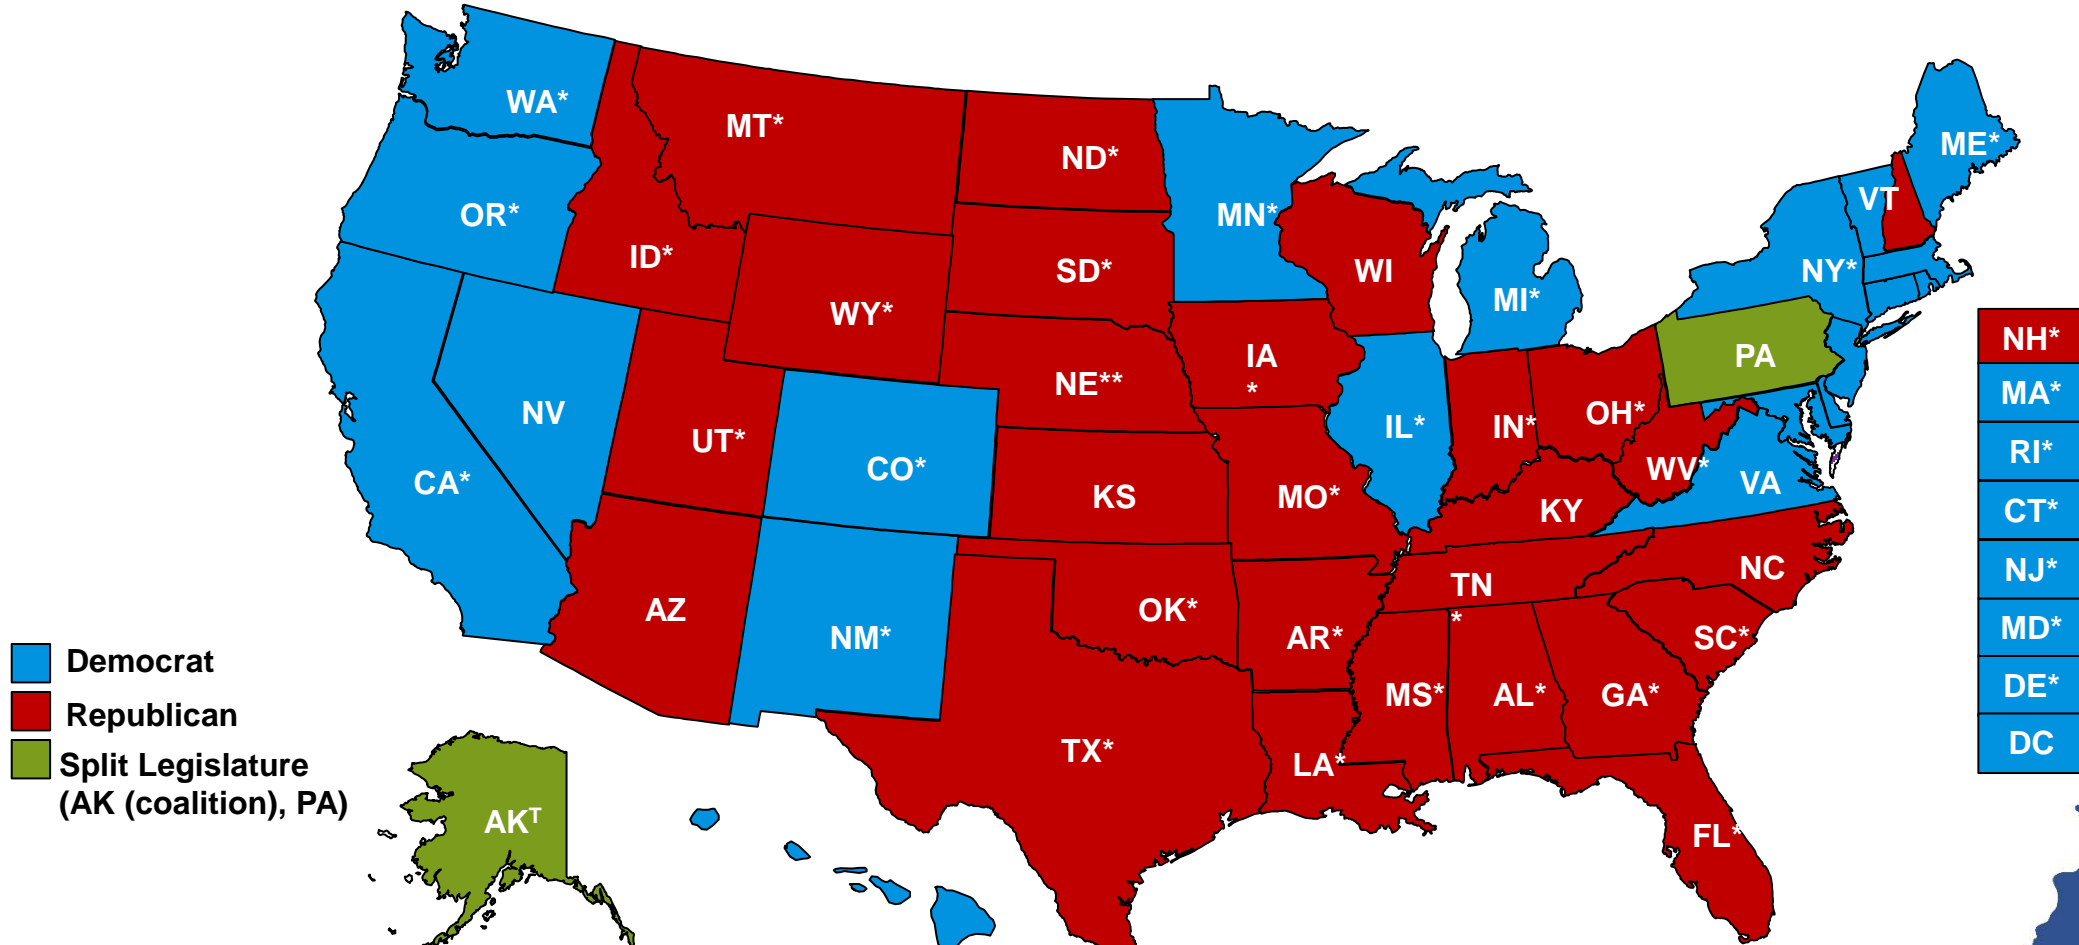 WA*
MT*
ND*
ME*
VT
OR*
MN*
ID*
SD*
WI
NY*
MI*
WY*
NH*
IA
*
PA
NE**
MA*
NV
UT*
IL*
IN*
OH*
CO*
RI*
CA*
KS
MO*
WV*
VA
KY
CT*
NC
TN
*
NJ*
AZ
OK*
NM*
AR*
SC*
MD*
Democrat
MS*
AL*
GA*
DE*
Republican
TX*
LA*
DC
Split Legislature
(AK (coalition), PA)
AKᵀ
FL*